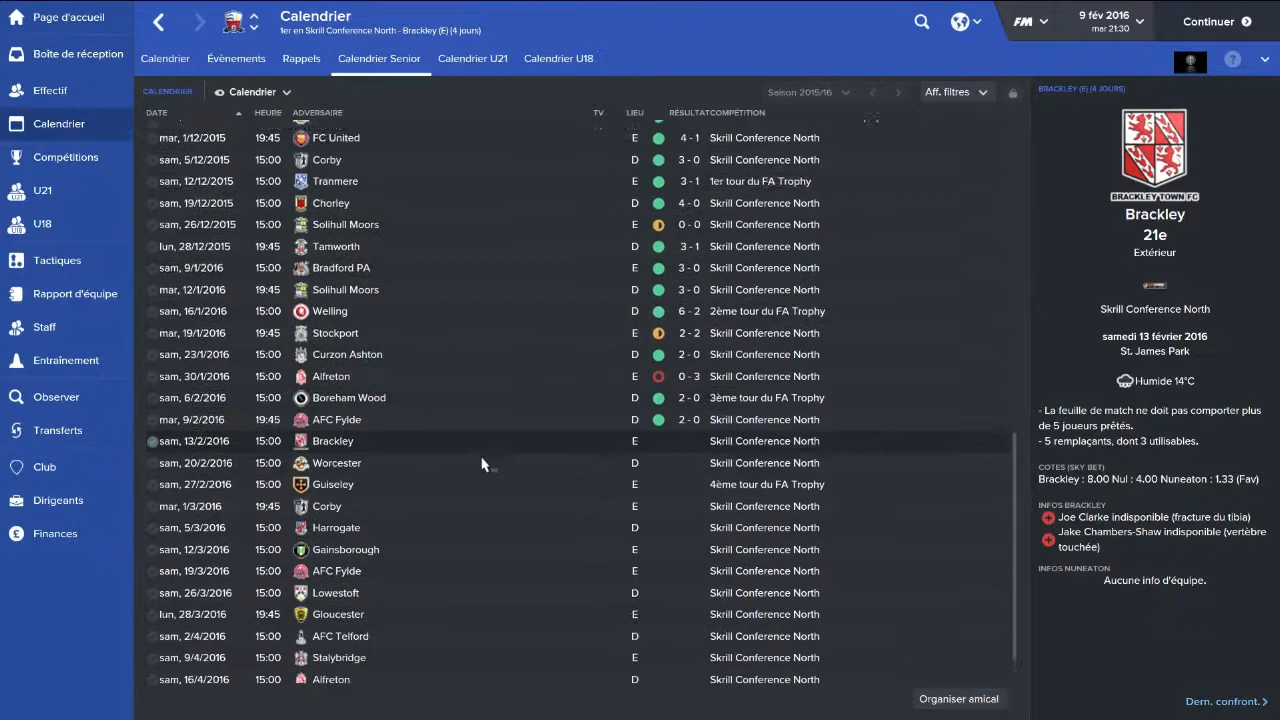 Page d'accueil
Boîte de réception
Effectif
Calendrier
Compétitions
U21
U18
Tactiques
Rapport d'équipe
Staff
Entraînement
Observer
Transferts
Club
Dirigeants
Finances
Calendrier
1er en Skrill Conference North - Brackley (E) (4 jours)
FM
9 fév 2016
mar 21:30
Continuer
Calendrier Évènements Rappels Calendrier Senior Calendrier U21 Calendrier U18
CALENDRIER Calendrier Saison 2015/16 Aff. filtres
DATE HEURE ADVERSAIRE TV LIEU RÉSULTAT COMPÉTITION
mar, 1/12/2015 19:45 FC United E 4 - 1 Skrill Conference North
sam, 5/12/2015 15:00 Corby D 3 - 0 Skrill Conference North
sam, 12/12/2015 15:00 Tranmere E 3 - 1 1er tour du FA Trophy
sam, 19/12/2015 15:00 Chorley D 4 - 0 Skrill Conference North
sam, 26/12/2015 15:00 Solihull Moors E 0 - 0 Skrill Conference North
lun, 28/12/2015 19:45 Tamworth D 3 - 1 Skrill Conference North
sam, 9/1/2016 15:00 Bradford PA E 3 - 0 Skrill Conference North
mar, 12/1/2016 19:45 Solihull Moors D 3 - 0 Skrill Conference North
sam, 16/1/2016 15:00 Welling D 6 - 2 2ème tour du FA Trophy
mar, 19/1/2016 19:45 Stockport E 2 - 2 Skrill Conference North
sam, 23/1/2016 15:00 Curzon Ashton D 2 - 0 Skrill Conference North
sam, 30/1/2016 15:00 Alfreton E 0 - 3 Skrill Conference North
sam, 6/2/2016 15:00 Boreham Wood D 2 - 0 3ème tour du FA Trophy
mar, 9/2/2016 19:45 AFC Fylde D 2 - 0 Skrill Conference North
sam, 13/2/2016 15:00 Brackley E Skrill Conference North
sam, 20/2/2016 15:00 Worcester D Skrill Conference North
sam, 27/2/2016 15:00 Guiseley E 4ème tour du FA Trophy
mar, 1/3/2016 19:45 Corby E Skrill Conference North
sam, 5/3/2016 15:00 Harrogate D Skrill Conference North
sam, 12/3/2016 15:00 Gainsborough E Skrill Conference North
sam, 19/3/2016 15:00 AFC Fylde E Skrill Conference North
sam, 26/3/2016 15:00 Lowestoft D Skrill Conference North
lun, 28/3/2016 19:45 Gloucester E Skrill Conference North
sam, 2/4/2016 15:00 AFC Telford D Skrill Conference North
sam, 9/4/2016 15:00 Stalybridge E Skrill Conference North
sam, 16/4/2016 15:00 Alfreton D Skrill Conference North
Organiser amical
BRACKLEY (E) (4 JOURS)
BRACKLEY TOWN FC
Brackley
21e
Extérieur
Skrill Conference North
samedi 13 février 2016
St. James Park
Humide 14°C
- La feuille de match ne doit pas comporter plus
de 5 joueurs prêtés.
- 5 remplaçants, dont 3 utilisables.
COTES (SKY BET)
Brackley : 8.00 Nul : 4.00 Nuneaton : 1.33 (Fav)
INFOS BRACKLEY
Joe Clarke indisponible (fracture du tibia)
Jake Chambers-Shaw indisponible (vertèbre
touchée)
INFOS NUNEATON
Aucune info d'équipe.
Dern. confront.